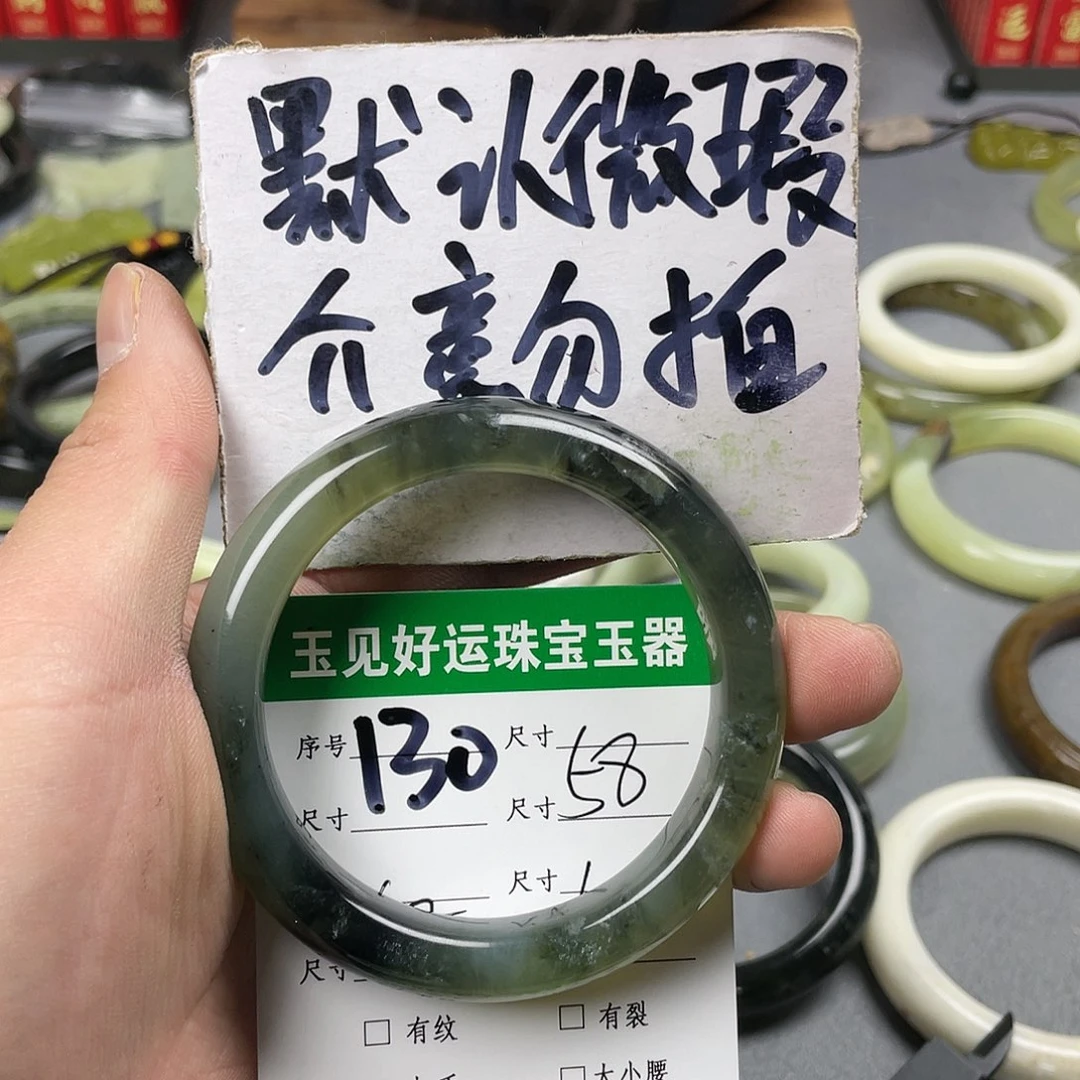 默认微瑕
介意勿拍
玉见好运珠宝玉器
序号 130 尺寸 58
尺寸 尺寸
尺寸
尺寸
□ 有纹 □ 有裂
□ 大小腰